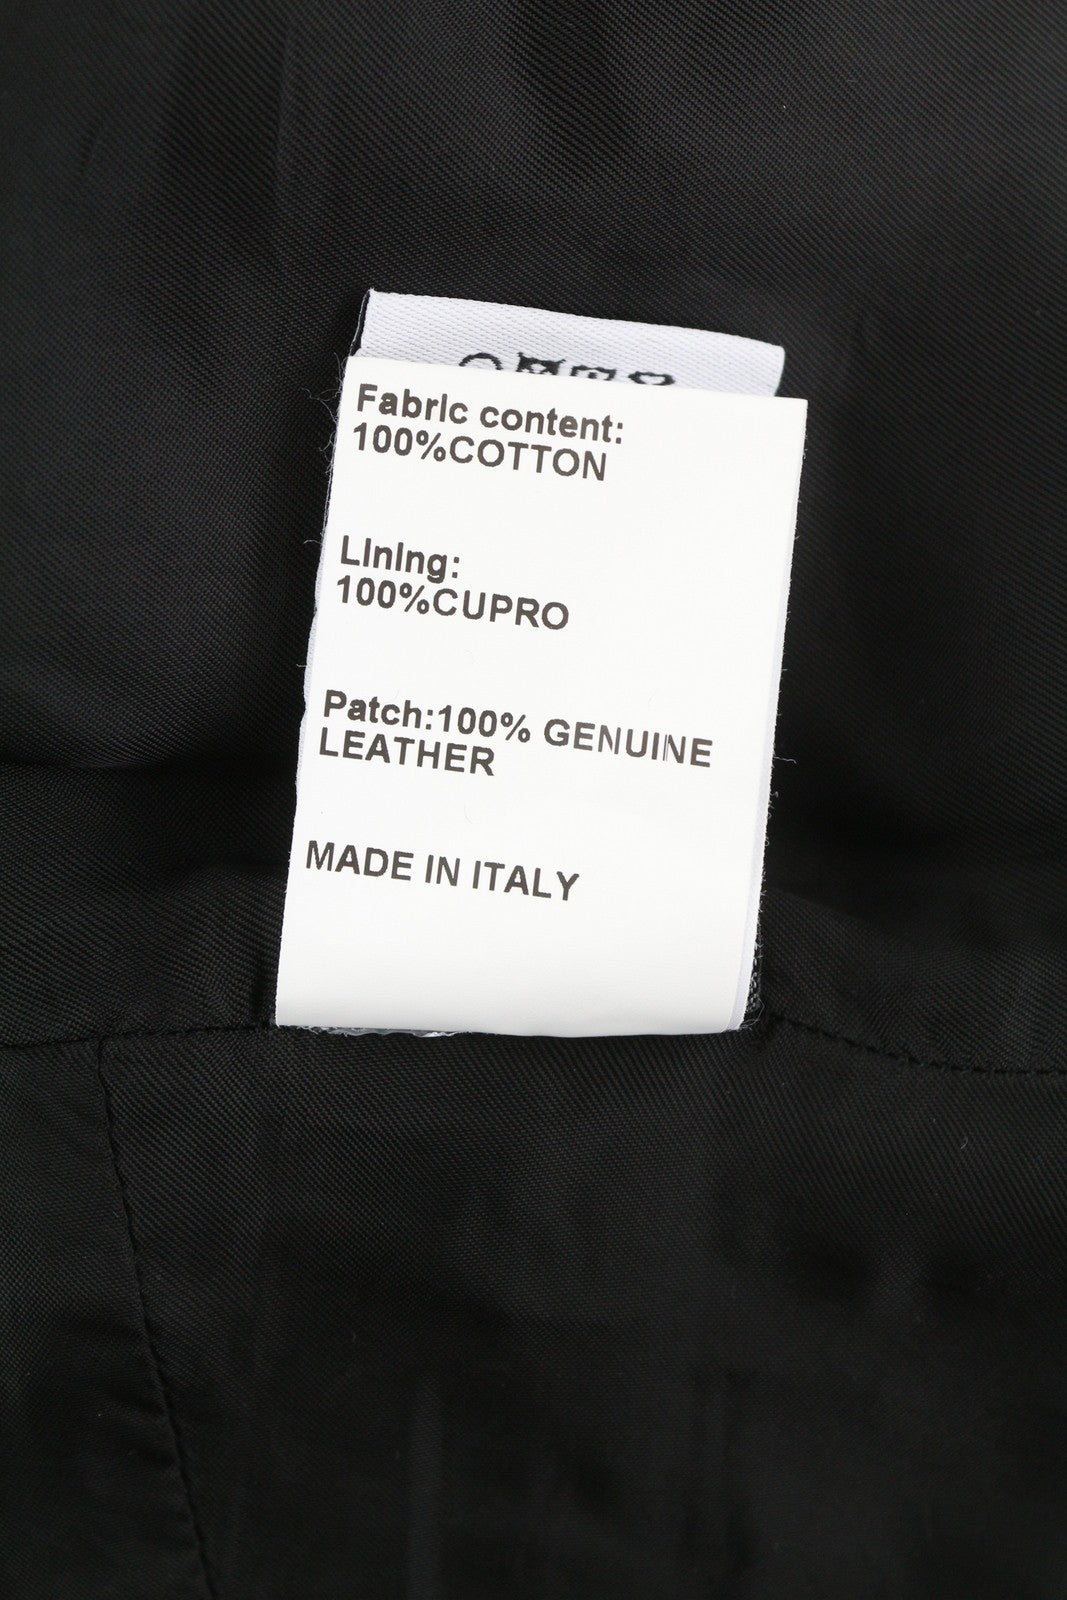 Fabric content:
100%COTTON
Lining:
100%CUPRO
Patch:100% GENUINE
LEATHER
MADE IN ITALY